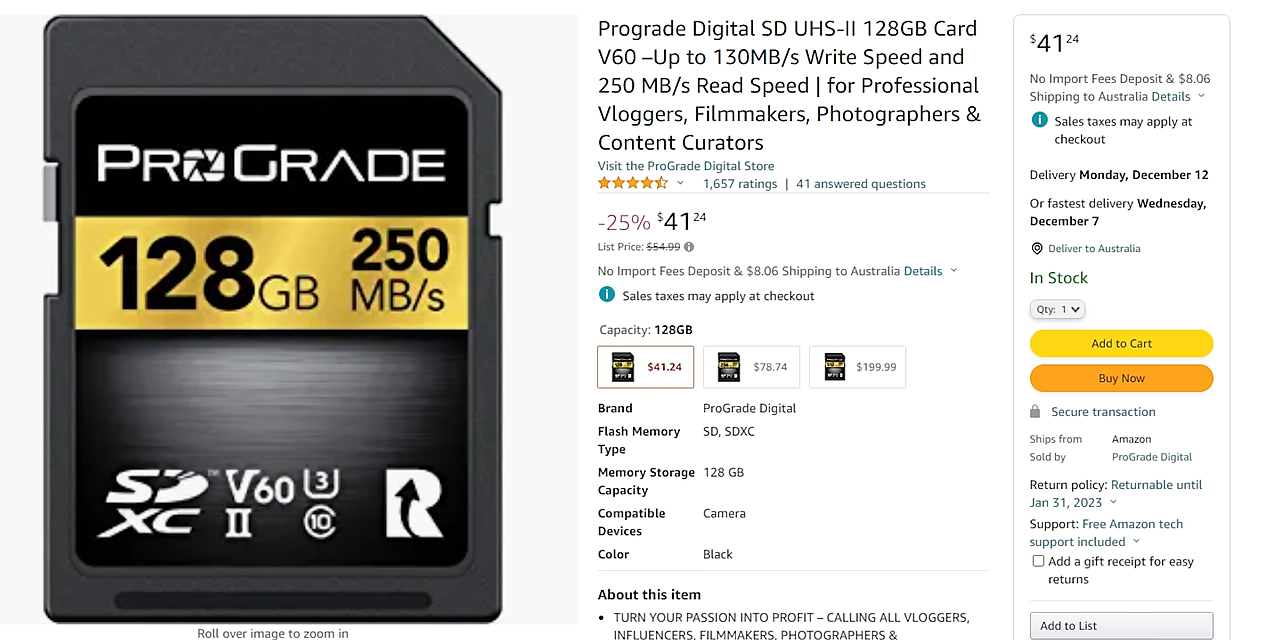 PROGRADE
128GB
250
MB/s
SD
XC
™
V60
II
U3
C10
R
Roll over image to zoom in
Prograde Digital SD UHS-II 128GB Card
V60 –Up to 130MB/s Write Speed and
250 MB/s Read Speed | for Professional
Vloggers, Filmmakers, Photographers &
Content Curators
Visit the ProGrade Digital Store
1,657 ratings | 41 answered questions
-25% $41 24
List Price: $54.99
No Import Fees Deposit & $8.06 Shipping to Australia Details
Sales taxes may apply at checkout
Capacity: 128GB
$41.24
$78.74
$199.99
Brand ProGrade Digital
Flash Memory SD, SDXC
Type
Memory Storage 128 GB
Capacity
Compatible Camera
Devices
Color Black
About this item
• TURN YOUR PASSION INTO PROFIT – CALLING ALL VLOGGERS,
INFLUENCERS, FILMMAKERS, PHOTOGRAPHERS &
$41 24
No Import Fees Deposit & $8.06
Shipping to Australia Details
Sales taxes may apply at
checkout
Delivery Monday, December 12
Or fastest delivery Wednesday,
December 7
Deliver to Australia
In Stock
Qty: 1
Add to Cart
Buy Now
Secure transaction
Ships from Amazon
Sold by ProGrade Digital
Return policy: Returnable until
Jan 31, 2023
Support: Free Amazon tech
support included
Add a gift receipt for easy
returns
Add to List